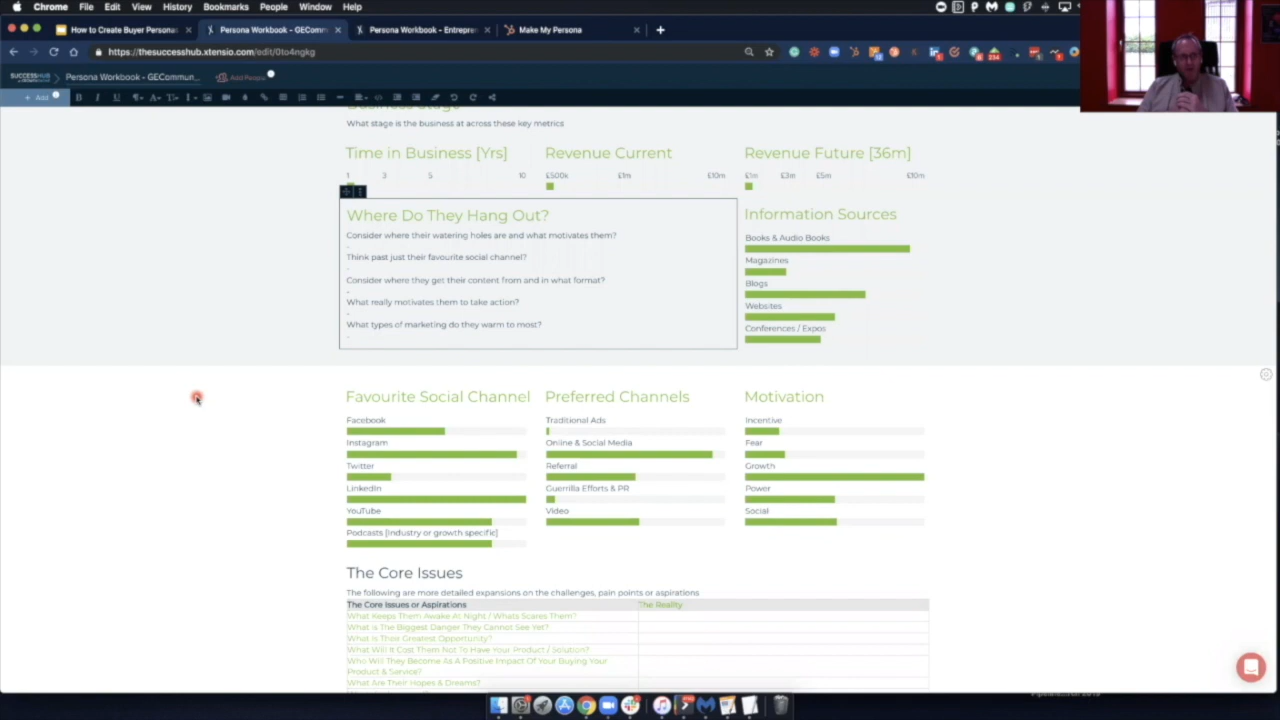 Chrome File Edit View History Bookmarks People Window Help
How to Create Buyer Personas
Persona Workbook - GEComm
Persona Workbook - Entrepre
Make My Persona
https://thesuccesshub.xtensio.com/edit/0to4ngkg
SUCCESSHUB
Persona Workbook - GECommun...
Add People
+ Add
What stage is the business at across these key metrics
Time in Business [Yrs]
Revenue Current
Revenue Future [36m]
1 3 5 10
£500k £1m £10m
£1m £3m £5m £10m
Where Do They Hang Out?
Consider where their watering holes are and what motivates them?
Think past just their favourite social channel?
Consider where they get their content from and in what format?
What really motivates them to take action?
What types of marketing do they warm to most?
Information Sources
Books & Audio Books
Magazines
Blogs
Websites
Conferences / Expos
Favourite Social Channel
Facebook
Instagram
Twitter
LinkedIn
YouTube
Podcasts [industry or growth specific]
Preferred Channels
Traditional Ads
Online & Social Media
Referral
Guerrilla Efforts & PR
Video
Motivation
Incentive
Fear
Growth
Power
Social
The Core Issues
The following are more detailed expansions on the challenges, pain points or aspirations
The Core Issues or Aspirations
The Reality
What Keeps Them Awake At Night / Whats Scares Them?
What is The Biggest Danger They Cannot See Yet?
What Is Their Greatest Opportunity?
What Will It Cost Them Not To Have Your Product / Solution?
Who Will They Become As A Positive Impact Of Your Buying Your
Product & Service?
What Are Their Hopes & Dreams?